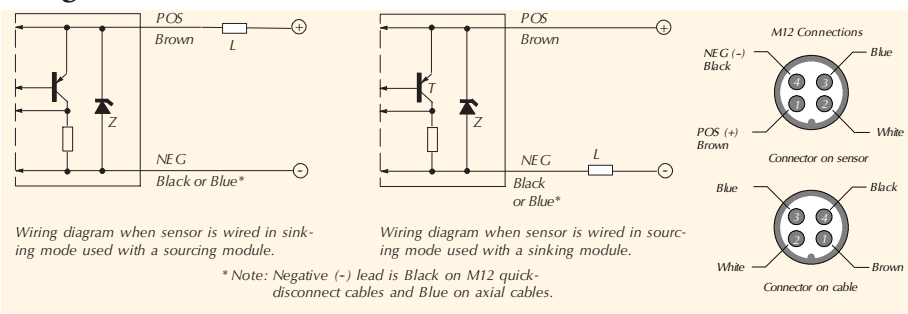 POS
Brown
L
+
Z
NEG
Black or Blue*
-
Wiring diagram when sensor is wired in sink-
ing mode used with a sourcing module.
POS
Brown
+
T
Z
NEG
L
-
Black
or Blue*
Wiring diagram when sensor is wired in sourc-
ing mode used with a sinking module.
* Note: Negative (-) lead is Black on M12 quick-
disconnect cables and Blue on axial cables.
M12 Connections
NEG (-)
Black
Blue
4 3
1 2
POS (+)
Brown
White
Connector on sensor
Blue
Black
3 4
2 1
White
Brown
Connector on cable